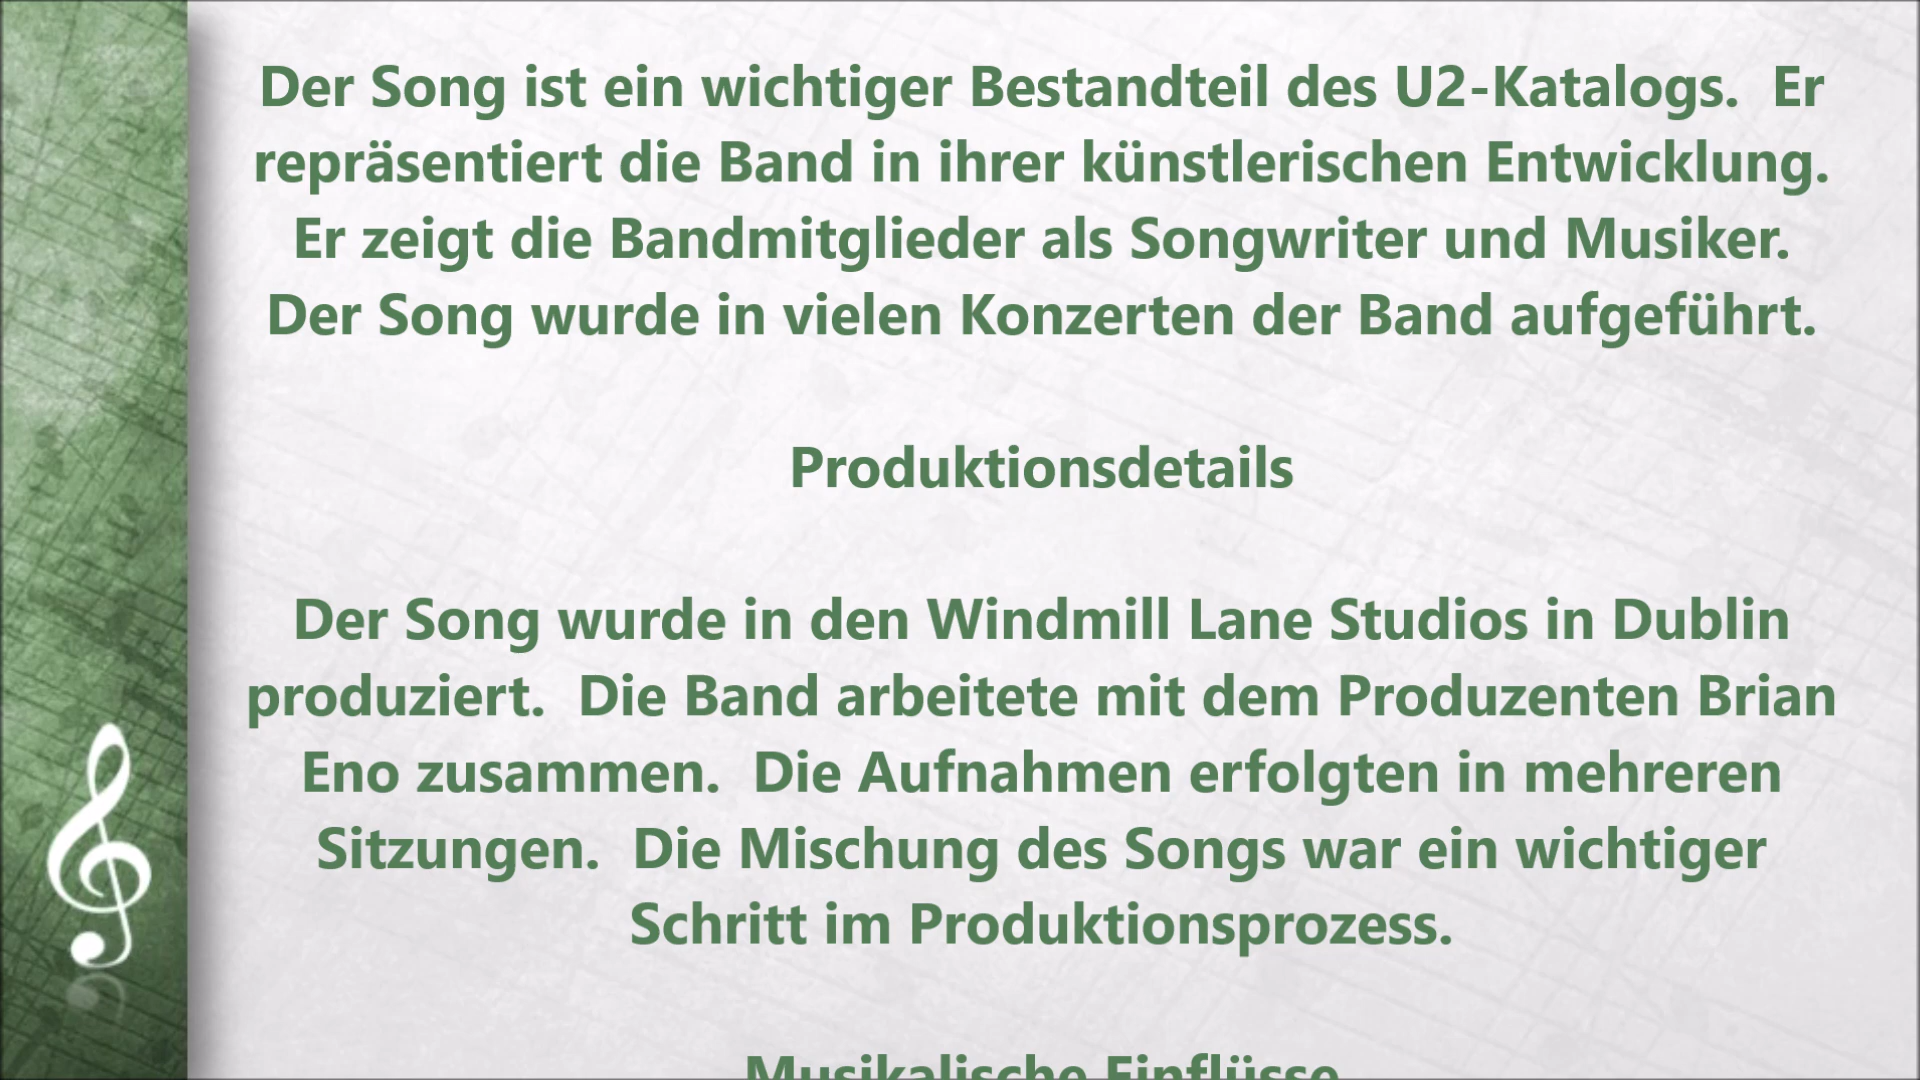 Der Song ist ein wichtiger Bestandteil des U2-Katalogs.  Er
repräsentiert die Band in ihrer künstlerischen Entwicklung.
Er zeigt die Bandmitglieder als Songwriter und Musiker.
Der Song wurde in vielen Konzerten der Band aufgeführt.
Produktionsdetails
Der Song wurde in den Windmill Lane Studios in Dublin
produziert.  Die Band arbeitete mit dem Produzenten Brian
Eno zusammen.  Die Aufnahmen erfolgten in mehreren
Sitzungen.  Die Mischung des Songs war ein wichtiger
Schritt im Produktionsprozess.
Musikalische Einflüsse